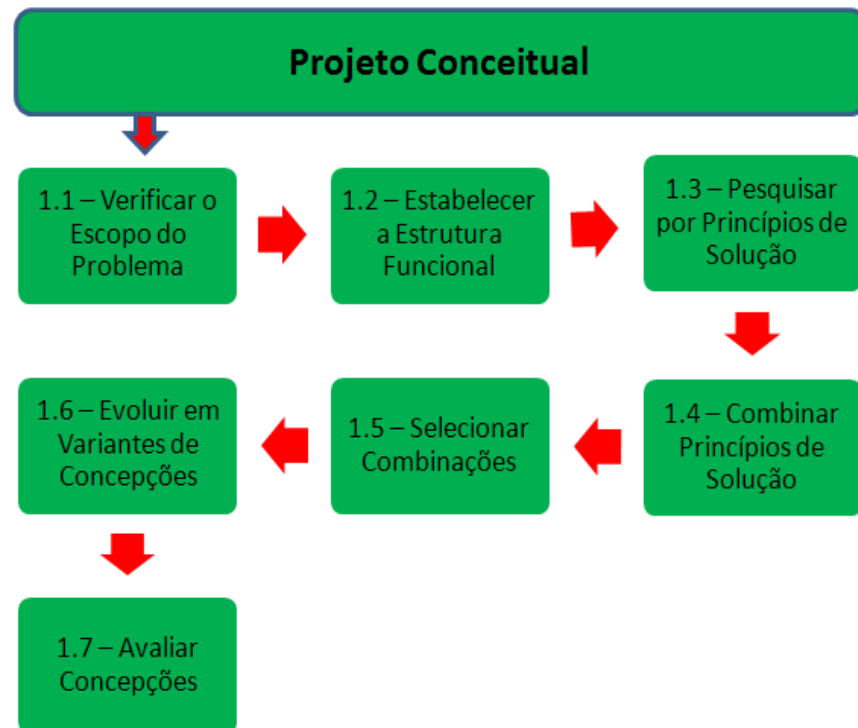 Projeto Conceitual
1.1 – Verificar o
Escopo do
Problema
1.2 – Estabelecer
a Estrutura
Funcional
1.3 – Pesquisar
por Princípios de
Solução
1.4 – Combinar
Princípios de
Solução
1.5 – Selecionar
Combinações
1.6 – Evoluir em
Variantes de
Concepções
1.7 – Avaliar
Concepções